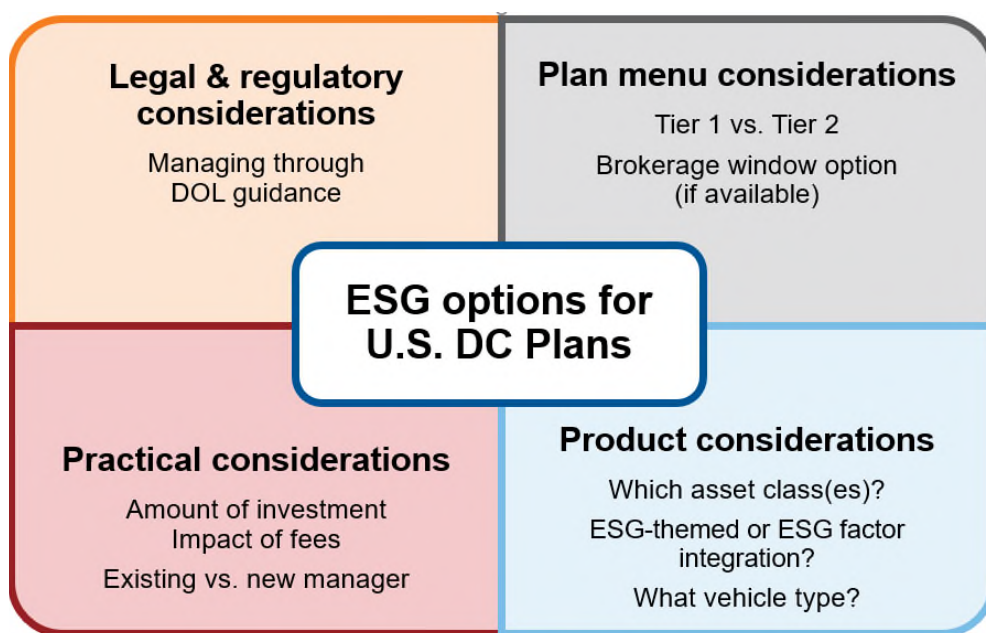 Legal & regulatory
considerations
Managing through
DOL guidance
Plan menu considerations
Tier 1 vs. Tier 2
Brokerage window option
(if available)
ESG options for
U.S. DC Plans
Practical considerations
Amount of investment
Impact of fees
Existing vs. new manager
Product considerations
Which asset class(es)?
ESG-themed or ESG factor
integration?
What vehicle type?